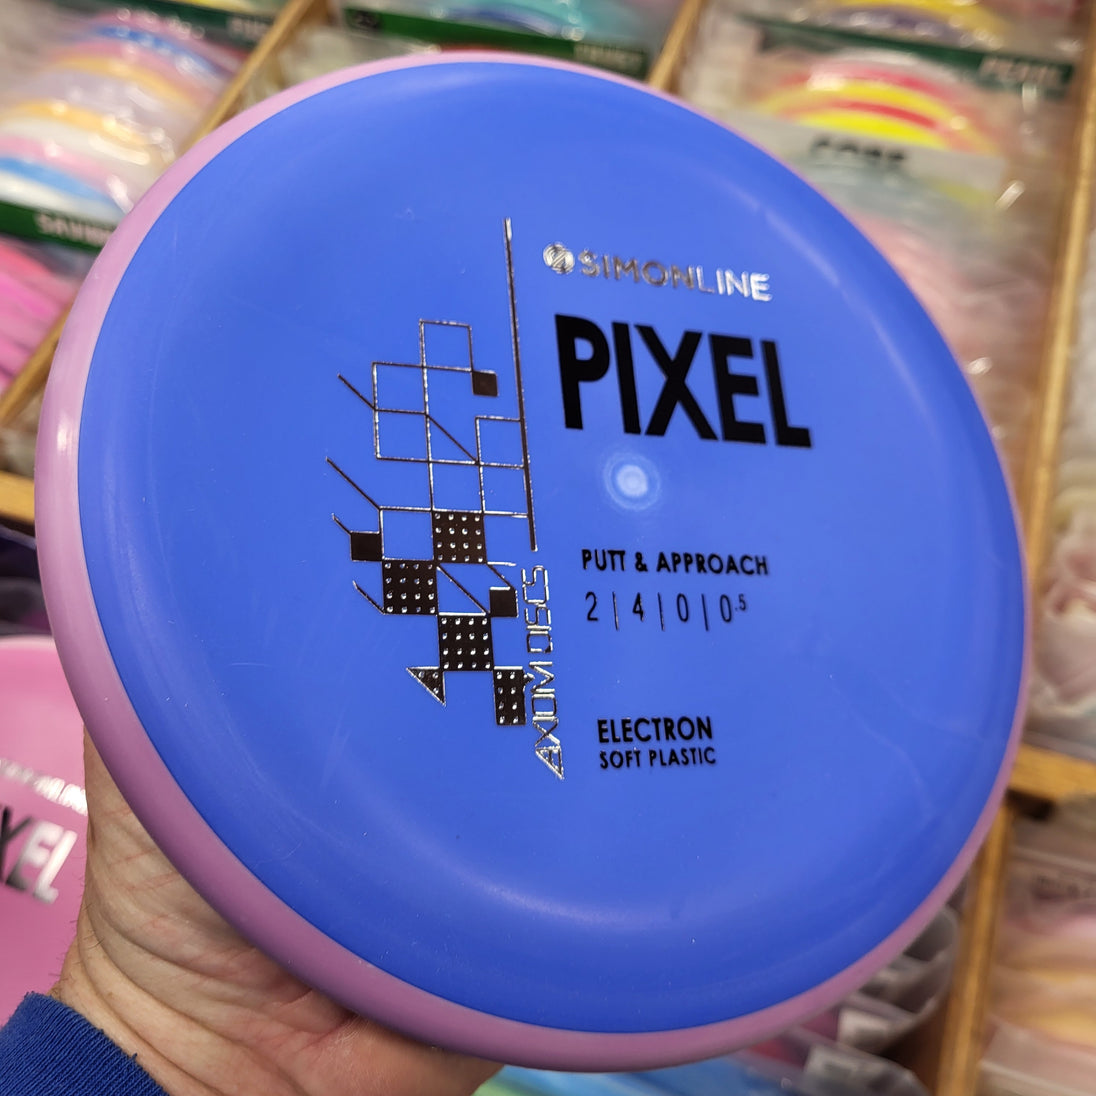 SIMONLINE
PIXEL
PUTT & APPROACH
2 | 4 | 0 | 0.5
ELECTRON
SOFT PLASTIC
AXIOM DISCS